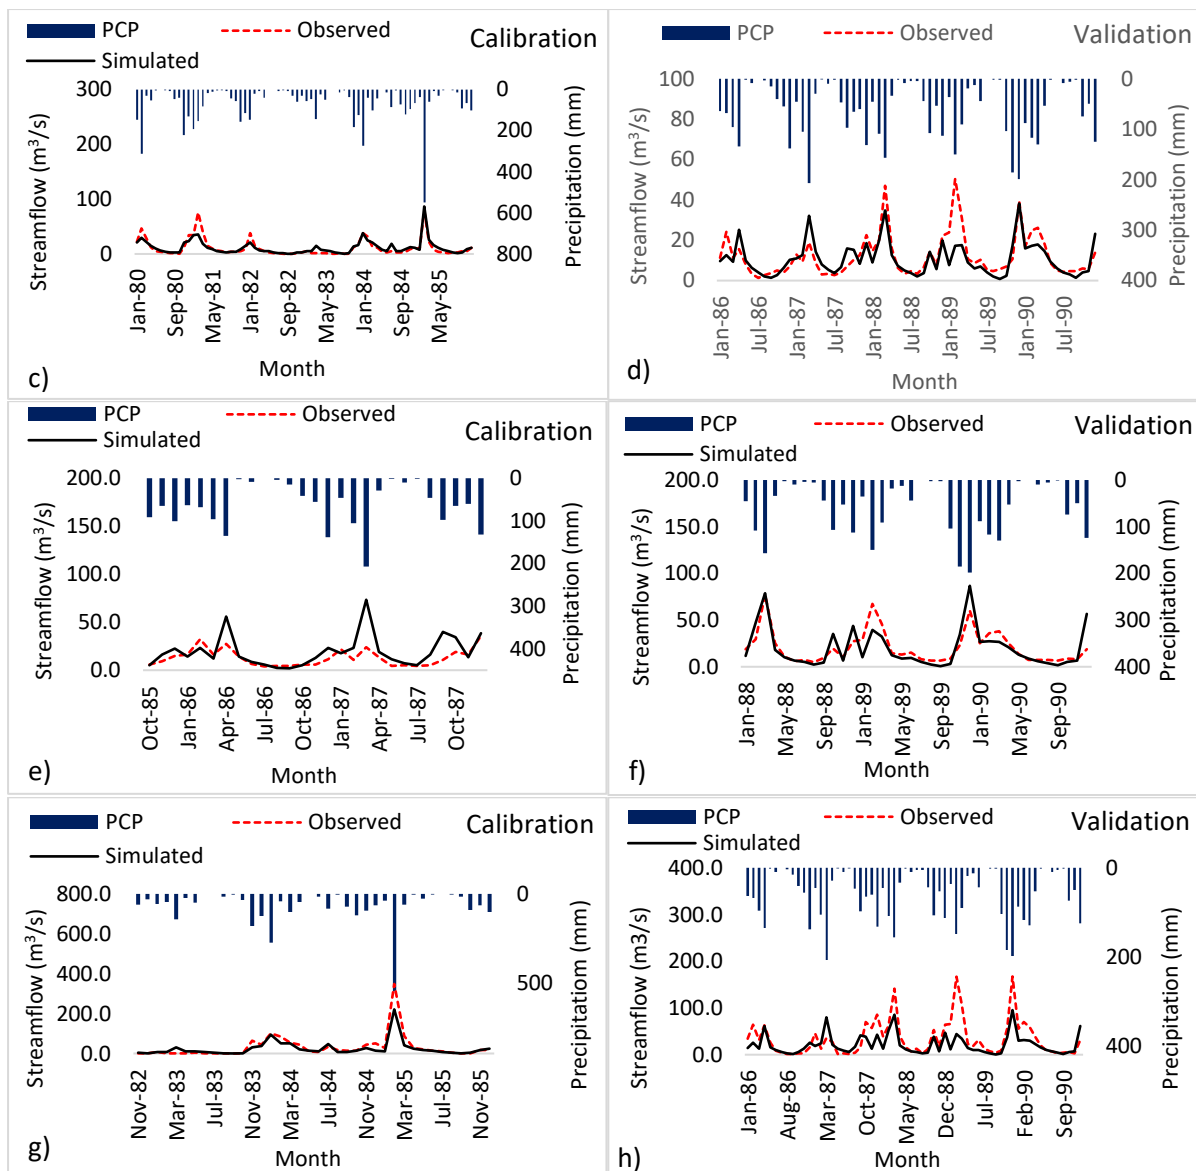 PCP
Observed
Calibration
Simulated
Streamflow (m³/s)
300
200
100
0
0
200
400
600
800
Precipitation (mm)
Jan-80
Sep-80
May-81
Jan-82
Sep-82
May-83
Jan-84
Sep-84
May-85
Month
c)
PCP
Observed
Validation
Simulated
Streamflow (m³/s)
100
80
60
40
20
0
0
100
200
300
400
Precipitation (mm)
Jan-86
Jul-86
Jan-87
Jul-87
Jan-88
Jul-88
Jan-89
Jul-89
Jan-90
Jul-90
Month
d)
PCP
Observed
Calibration
Simulated
Streamflow (m³/s)
200.0
150.0
100.0
50.0
0.0
0
100
200
300
400
Precipitation (mm)
Oct-85
Jan-86
Apr-86
Jul-86
Oct-86
Jan-87
Apr-87
Jul-87
Oct-87
Month
e)
PCP
Observed
Validation
Simulated
Streamflow (m³/s)
200.0
150.0
100.0
50.0
0.0
0
100
200
300
400
Precipitation (mm)
Jan-88
May-88
Sep-88
Jan-89
May-89
Sep-89
Jan-90
May-90
Sep-90
Month
f)
PCP
Observed
Calibration
Simulated
Streamflow (m³/s)
800.0
600.0
400.0
200.0
0.0
0
500
Precipitatiom (mm)
Nov-82
Mar-83
Jul-83
Nov-83
Mar-84
Jul-84
Nov-84
Mar-85
Jul-85
Nov-85
Month
g)
PCP
Observed
Validation
Simulated
Streamflow (m3/s)
400.0
300.0
200.0
100.0
0.0
0
200
400
Precipitation (mm)
Jan-86
Aug-86
Mar-87
Oct-87
May-88
Dec-88
Jul-89
Feb-90
Sep-90
Month
h)